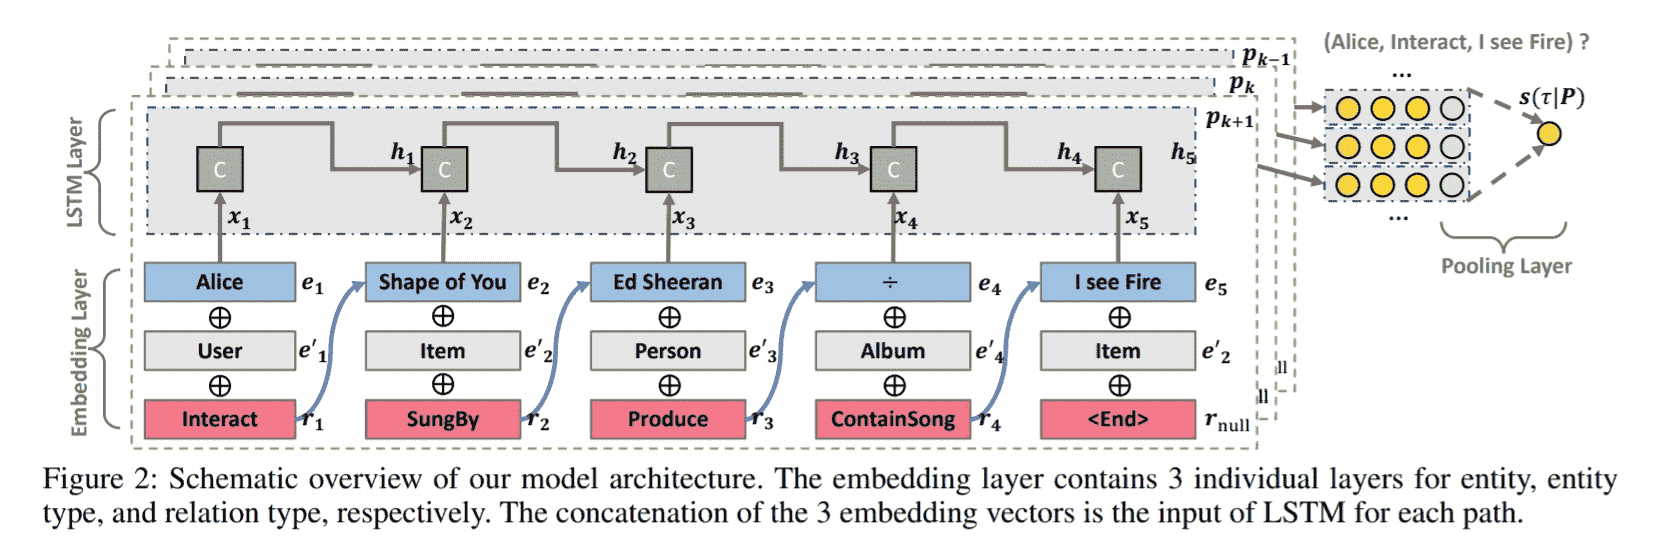 (Alice, Interact, I see Fire) ?
p_{k-1}
...
p_k
s(τ|P)
p_{k+1}
LSTM Layer
h_1 h_2 h_3 h_4 h_5
C C C C C
x_1 x_2 x_3 x_4 x_5
...
Pooling Layer
Embedding Layer
Alice e_1 Shape of You e_2 Ed Sheeran e_3 ÷ e_4 I see Fire e_5
⊕ ⊕ ⊕ ⊕ ⊕
User e'_1 Item e'_2 Person e'_3 Album e'_4 Item e'_2
ll
⊕ ⊕ ⊕ ⊕ ⊕
ll
Interact r_1 SungBy r_2 Produce r_3 ContainSong r_4 <End> r_null
Figure 2: Schematic overview of our model architecture. The embedding layer contains 3 individual layers for entity, entity
type, and relation type, respectively. The concatenation of the 3 embedding vectors is the input of LSTM for each path.